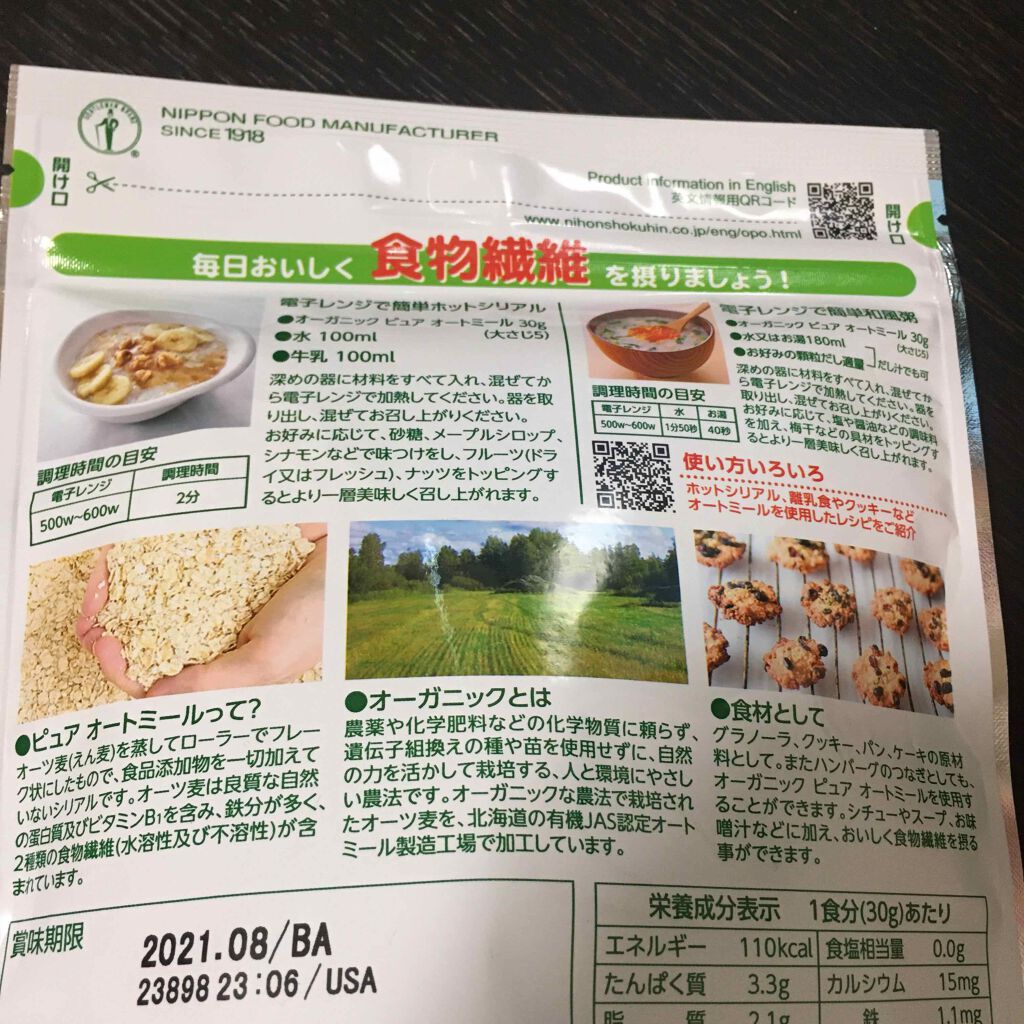 NIPPON FOOD MANUFACTURER
SINCE 1918
開け口
Product information in English
英文情報用QRコード
www.nihonshokuhin.co.jp/eng/opo.html
開け口
毎日おいしく 食物繊維 を摂りましょう!
電子レンジで簡単ホットシリアル
●オーガニック ピュア オートミール 30g
(大さじ5)
●水 100ml
●牛乳 100ml
深めの器に材料をすべて入れ、混ぜてか
ら電子レンジで加熱してください。器を取
り出し、混ぜてお召し上がりください。
お好みに応じて、砂糖、メープルシロップ、
シナモンなどで味つけをし、フルーツ(ドラ
イ又はフレッシュ)、ナッツをトッピングす
るとより一層美味しく召し上がれます。
調理時間の目安
電子レンジ 調理時間
500w~600w 2分
電子レンジで簡単和風粥
●オーガニック ピュア オートミール 30g
(大さじ5)
●水又はお湯180ml
●お好みの顆粒だし適量 だし汁でも可
深めの器に材料をすべて入れ、混ぜてか
ら電子レンジで加熱してください。器を
取り出し、混ぜてお召し上がりください。
お好みに応じて、塩や醤油などの調味料
を加え、梅干などの具材をトッピングす
るとより一層美味しく召し上がれます。
調理時間の目安
電子レンジ 水 お湯
500w~600w 1分50秒 40秒
使い方いろいろ
ホットシリアル、離乳食やクッキーなど
オートミールを使用したレシピをご紹介
●ピュア オートミールって?
オーツ麦(えん麦)を蒸してローラーでフレー
ク状にしたもので、食品添加物を一切加えて
いないシリアルです。オーツ麦は良質な自然
の蛋白質及びビタミンB₁を含み、鉄分が多く、
2種類の食物繊維(水溶性及び不溶性)が含
まれています。
●オーガニックとは
農薬や化学肥料などの化学物質に頼らず、
遺伝子組換えの種や苗を使用せずに、自然
の力を活かして栽培する、人と環境にやさし
い農法です。オーガニックな農法で栽培され
たオーツ麦を、北海道の有機JAS認定オート
ミール製造工場で加工しています。
●食材として
グラノーラ、クッキー、パン、ケーキの原材
料として。またハンバーグのつなぎとしても、
オーガニック ピュア オートミールを使用す
ることができます。シチューやスープ、お味
噌汁などに加え、おいしく食物繊維を摂る
事ができます。
賞味期限
2021.08/BA
23898 23:06/USA
栄養成分表示 1食分(30g)あたり
エネルギー 110kcal 食塩相当量 0.0g
たんぱく質 3.3g カルシウム 15mg
脂質 2.1g 鉄 1.1mg